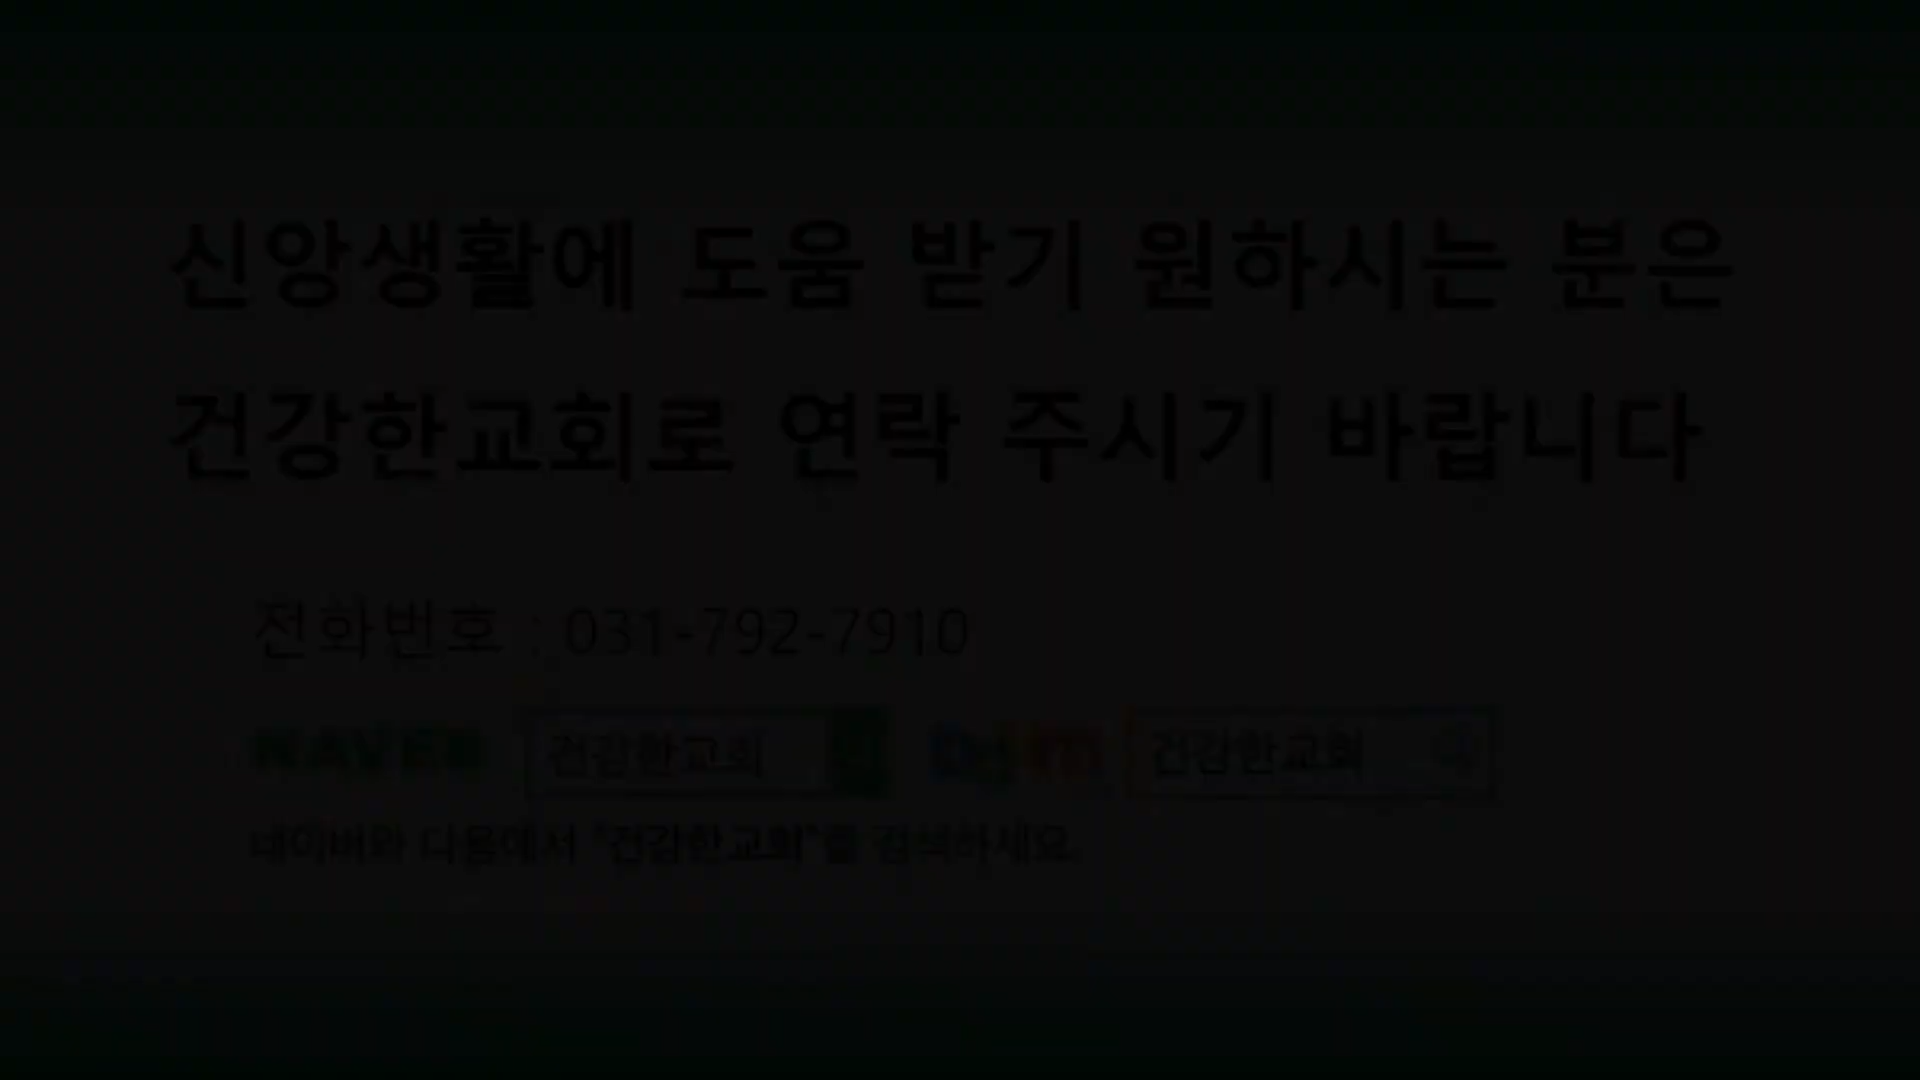 신앙생활에 도움 받기 원하시는 분은
건강한교회로 연락 주시기 바랍니다
전화번호 : 031-792-7910
NAVER 건강한교회 Daum 건강한교회
네이버와 다음에서 "건강한교회"를 검색하세요.